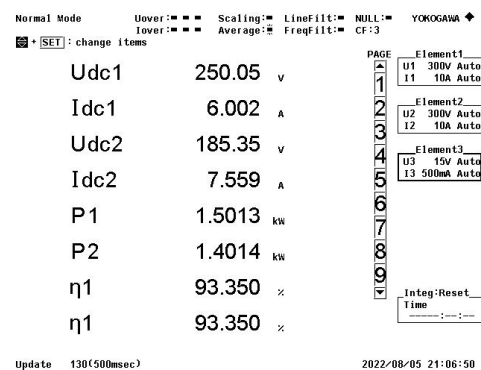 Normal Mode Uover:= = = Scaling:= LineFilt:= NULL:= YOKOGAWA ◆
Iover:= = = Average:= FreqFilt:= CF:3
+ SET : change items
PAGE
Udc1 250.05 V
Idc1 6.002 A
Udc2 185.35 V
Idc2 7.559 A
P1 1.5013 kW
P2 1.4014 kW
η1 93.350 %
η1 93.350 %
1
2
3
4
5
6
7
8
9
Element1
U1 300V Auto
I1 10A Auto
Element2
U2 300V Auto
I2 10A Auto
Element3
U3 15V Auto
I3 500mA Auto
Integ:Reset
Time
-----:--:--
Update 130(500msec) 2022/08/05 21:06:50